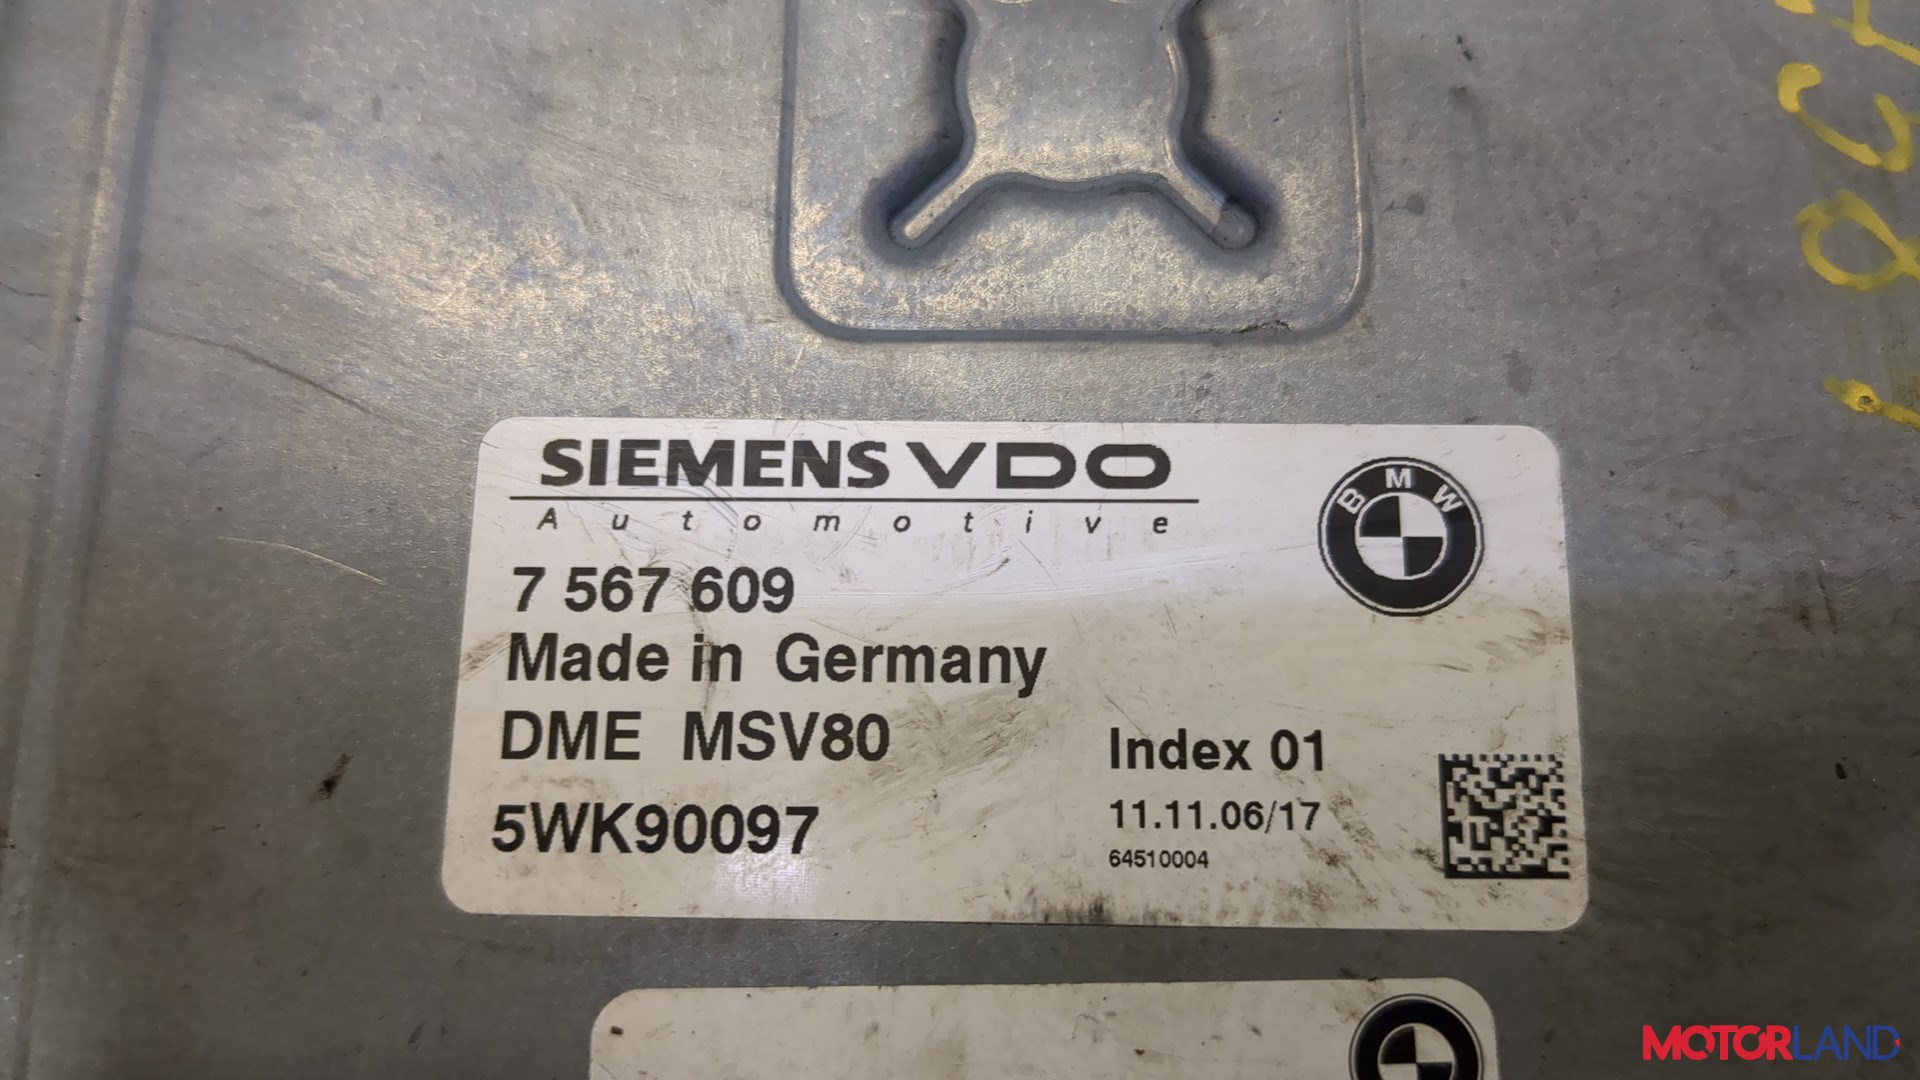 SIEMENS VDO
Automotive
BMW
7 567 609
Made in Germany
DME MSV80
Index 01
5WK90097
11.11.06/17
64510004
MOTORLAND